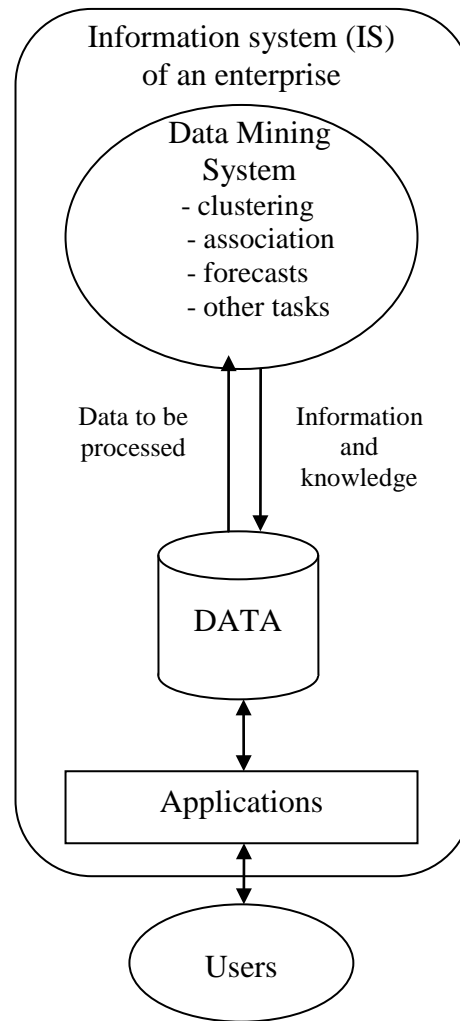 Information system (IS)
of an enterprise
Data Mining
System
- clustering
- association
- forecasts
- other tasks
Data to be
processed
Information
and
knowledge
DATA
Applications
Users